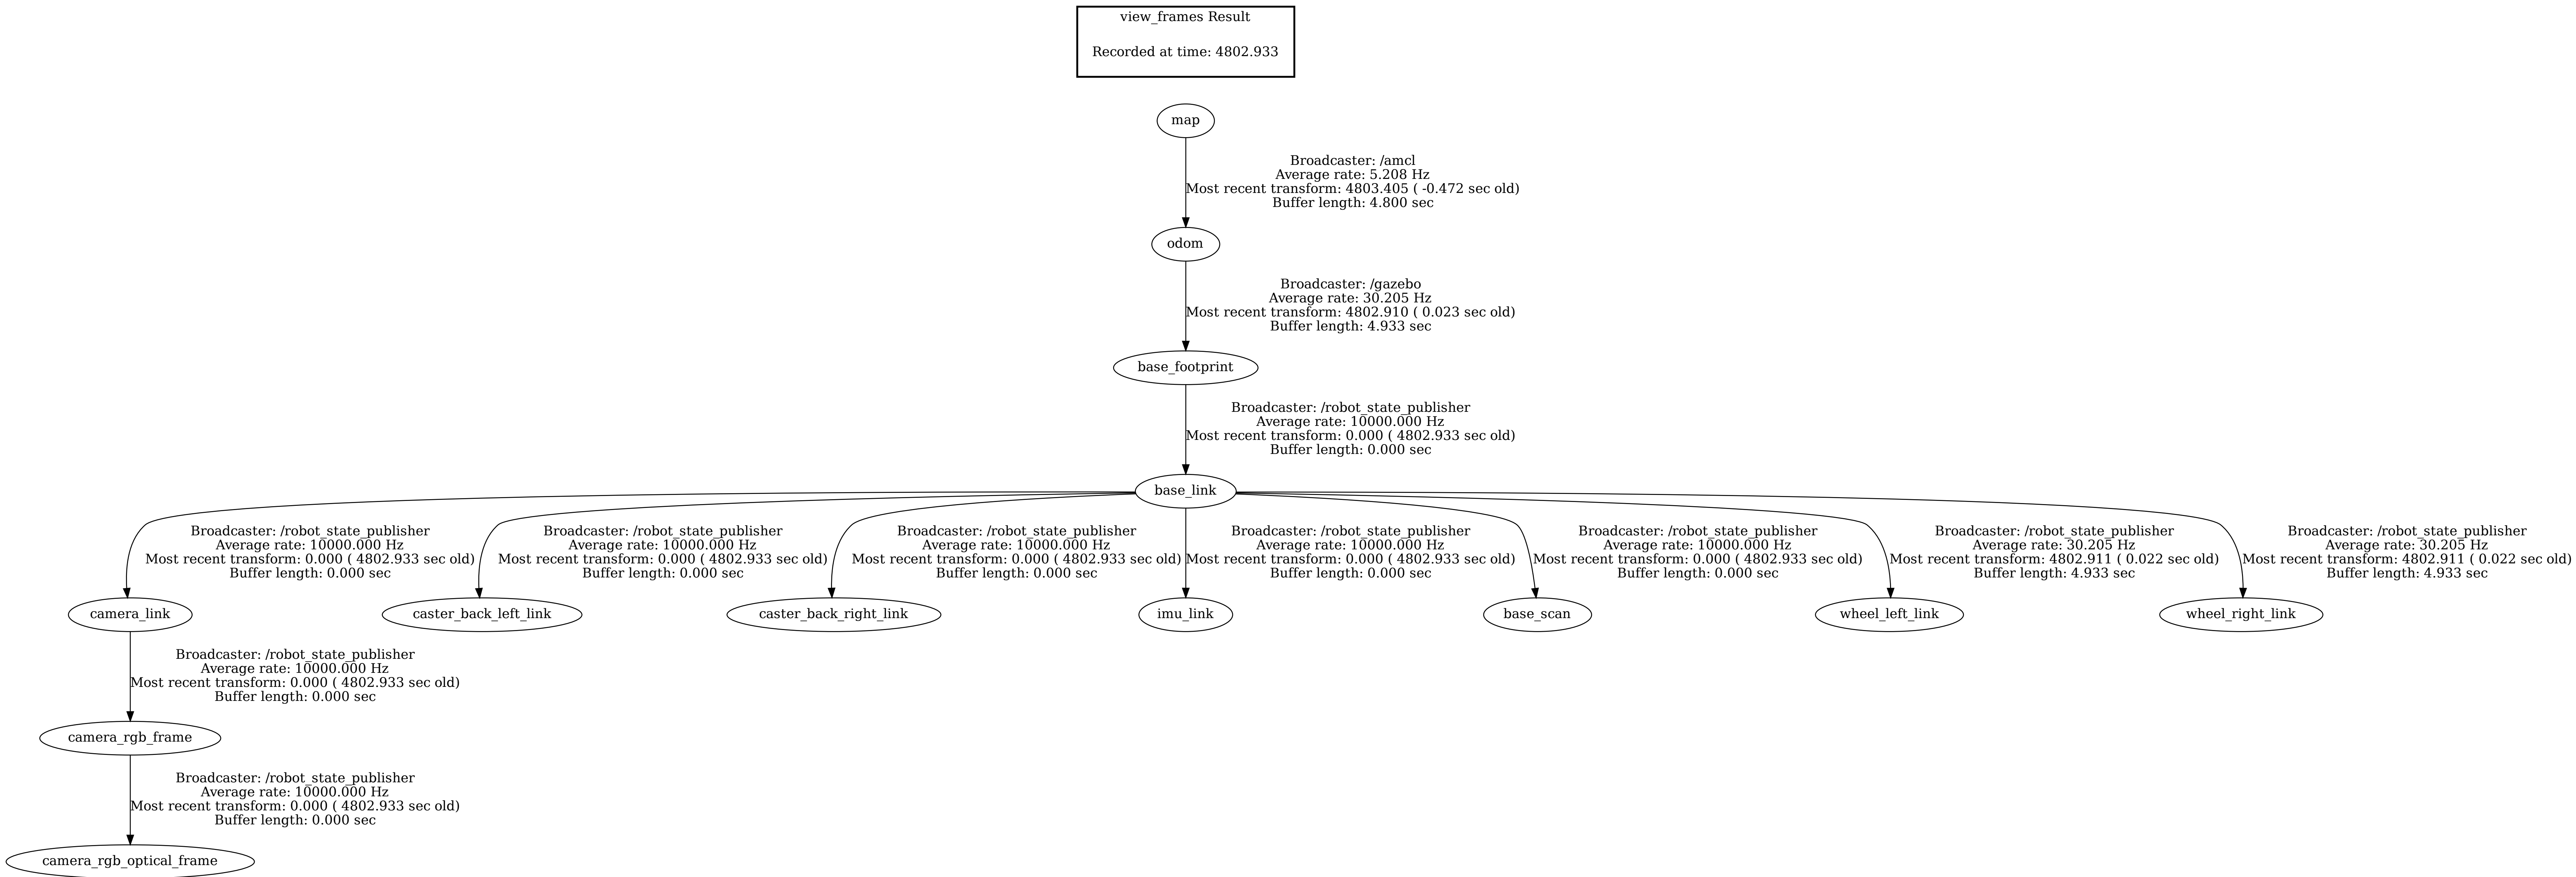 view_frames Result
Recorded at time: 4802.933
map
Broadcaster: /amcl
Average rate: 5.208 Hz
Most recent transform: 4803.405 ( -0.472 sec old)
Buffer length: 4.800 sec
odom
Broadcaster: /gazebo
Average rate: 30.205 Hz
Most recent transform: 4802.910 ( 0.023 sec old)
Buffer length: 4.933 sec
base_footprint
Broadcaster: /robot_state_publisher
Average rate: 10000.000 Hz
Most recent transform: 0.000 ( 4802.933 sec old)
Buffer length: 0.000 sec
base_link
Broadcaster: /robot_state_publisher
Average rate: 10000.000 Hz
Most recent transform: 0.000 ( 4802.933 sec old)
Buffer length: 0.000 sec
Broadcaster: /robot_state_publisher
Average rate: 10000.000 Hz
Most recent transform: 0.000 ( 4802.933 sec old)
Buffer length: 0.000 sec
Broadcaster: /robot_state_publisher
Average rate: 10000.000 Hz
Most recent transform: 0.000 ( 4802.933 sec old)
Buffer length: 0.000 sec
Broadcaster: /robot_state_publisher
Average rate: 10000.000 Hz
Most recent transform: 0.000 ( 4802.933 sec old)
Buffer length: 0.000 sec
Broadcaster: /robot_state_publisher
Average rate: 10000.000 Hz
Most recent transform: 0.000 ( 4802.933 sec old)
Buffer length: 0.000 sec
Broadcaster: /robot_state_publisher
Average rate: 30.205 Hz
Most recent transform: 4802.911 ( 0.022 sec old)
Buffer length: 4.933 sec
Broadcaster: /robot_state_publisher
Average rate: 30.205 Hz
Most recent transform: 4802.911 ( 0.022 sec old)
Buffer length: 4.933 sec
camera_link
caster_back_left_link
caster_back_right_link
imu_link
base_scan
wheel_left_link
wheel_right_link
Broadcaster: /robot_state_publisher
Average rate: 10000.000 Hz
Most recent transform: 0.000 ( 4802.933 sec old)
Buffer length: 0.000 sec
camera_rgb_frame
Broadcaster: /robot_state_publisher
Average rate: 10000.000 Hz
Most recent transform: 0.000 ( 4802.933 sec old)
Buffer length: 0.000 sec
camera_rgb_optical_frame